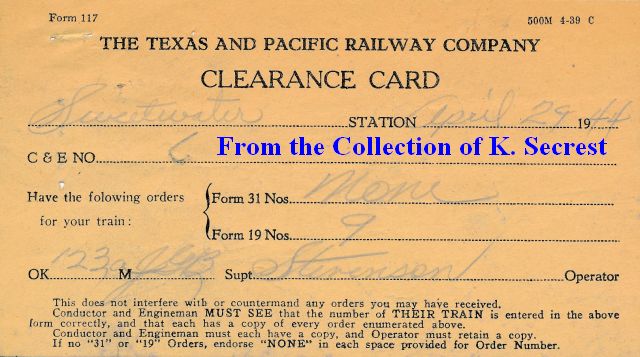 Form 117 500M 4-39 C
THE TEXAS AND PACIFIC RAILWAY COMPANY
CLEARANCE CARD
Sweetwater STATION April 29 1944
C & E NO. 6 From the Collection of K. Secrest
Have the folowing orders
for your train:
Form 31 Nos. None
Form 19 Nos. 9
OK 123a M Supt Stevenson Operator
This does not interfere with or countermand any orders you may have received.
Conductor and Engineman MUST SEE that the number of THEIR TRAIN is entered in the above
form correctly, and that each has a copy of every order enumerated above.
Conductor and Engineman must each have a copy, and Operator must retain a copy.
If no "31" or "19" Orders, endorse "NONE" in each space provided for Order Number.